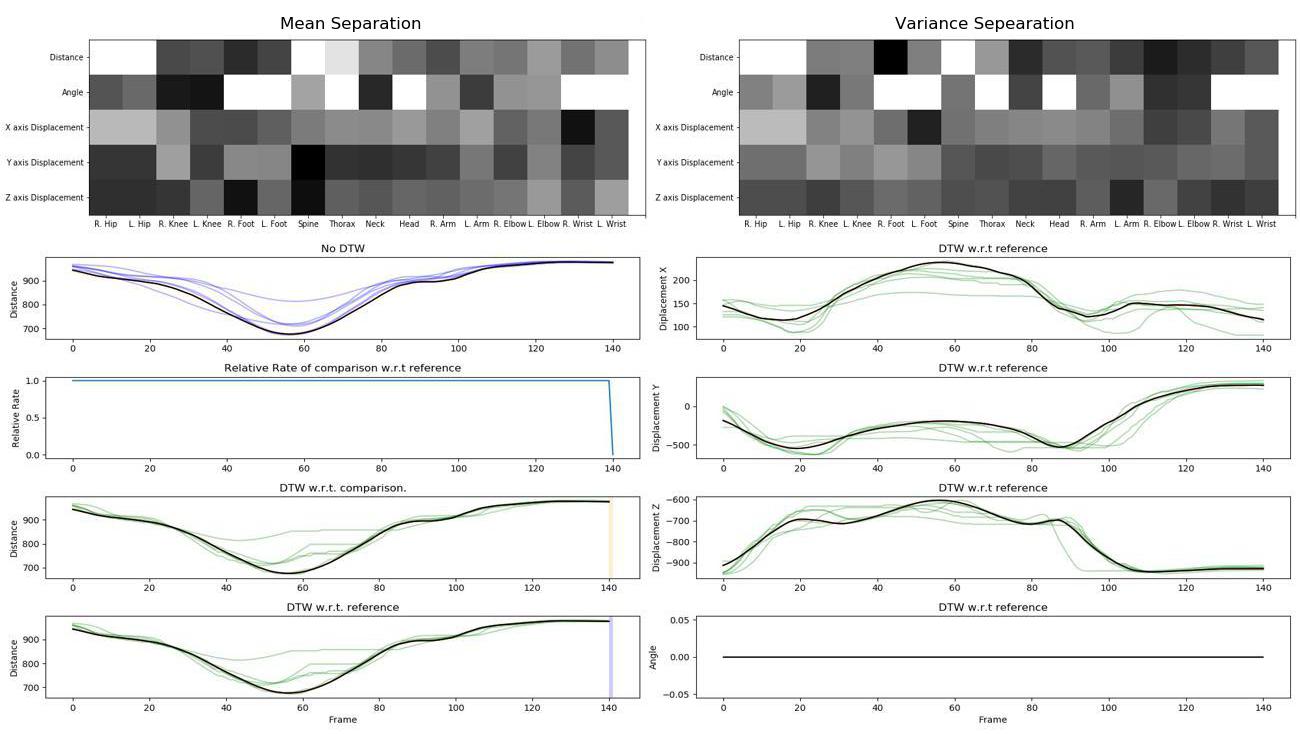 Mean Separation
Distance
Angle
X axis Displacement
Y axis Displacement
Z axis Displacement
R. Hip L. Hip R. Knee L. Knee R. Foot L. Foot Spine Thorax Neck Head R. Arm L. Arm R. Elbow L. Elbow R. Wrist L. Wrist
Variance Sepearation
Distance
Angle
X axis Displacement
Y axis Displacement
Z axis Displacement
R. Hip L. Hip R. Knee L. Knee R. Foot L. Foot Spine Thorax Neck Head R. Arm L. Arm R. Elbow L. Elbow R. Wrist L. Wrist
No DTW
Distance
900
800
700
0 20 40 60 80 100 120 140
Relative Rate of comparison w.r.t reference
Relative Rate
1.0
0.5
0.0
0 20 40 60 80 100 120 140
DTW w.r.t. comparison.
Distance
900
800
700
0 20 40 60 80 100 120 140
DTW w.r.t. reference
Distance
900
800
700
0 20 40 60 80 100 120 140
Frame
DTW w.r.t reference
Diplacement X
200
150
100
0 20 40 60 80 100 120 140
DTW w.r.t reference
Displacement Y
0
−500
0 20 40 60 80 100 120 140
DTW w.r.t reference
Displacement Z
−600
−700
−800
−900
0 20 40 60 80 100 120 140
DTW w.r.t reference
Angle
0.05
0.00
−0.05
0 20 40 60 80 100 120 140
Frame